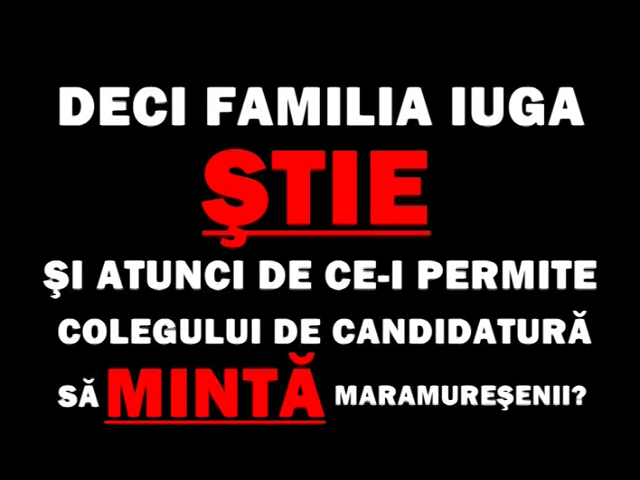 DECI FAMILIA IUGA
ŞTIE
ŞI ATUNCI DE CE-I PERMITE
COLEGULUI DE CANDIDATURĂ
SĂ MINTĂ MARAMUREŞENII?